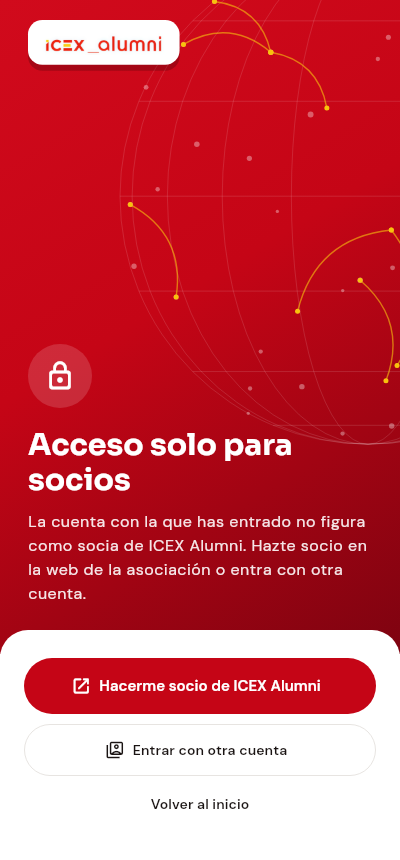 icex_alumni
Acceso solo para
socios
La cuenta con la que has entrado no figura
como socia de ICEX Alumni. Hazte socio en
la web de la asociación o entra con otra
cuenta.
Hacerme socio de ICEX Alumni
Entrar con otra cuenta
Volver al inicio